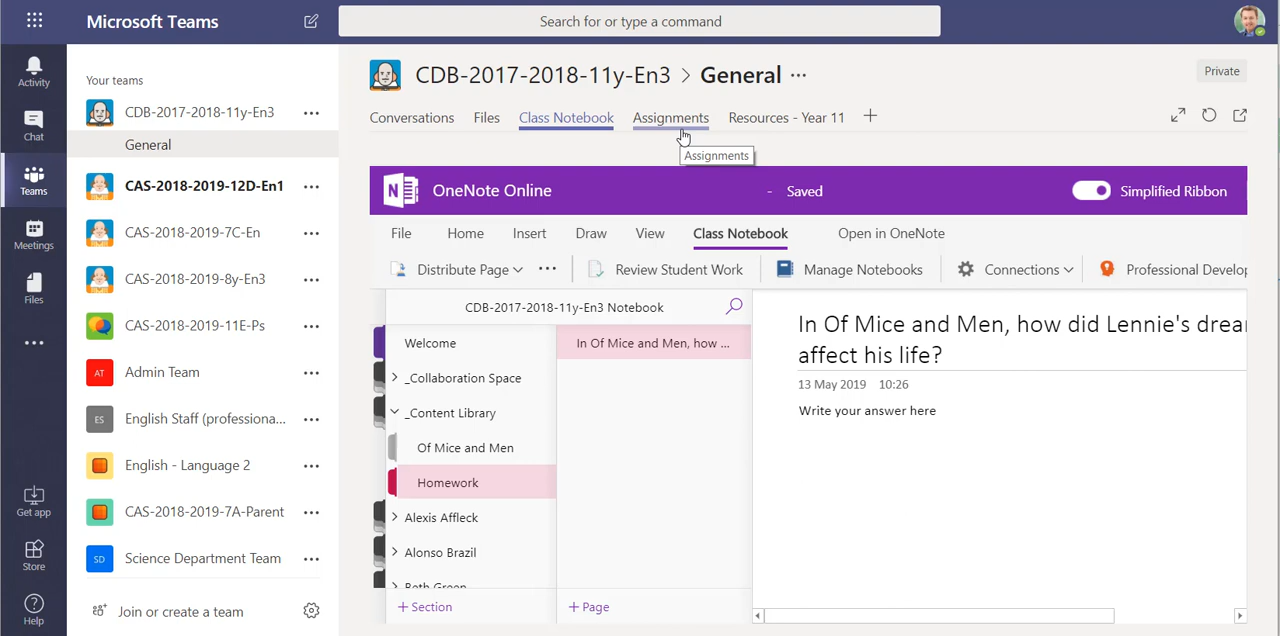 Microsoft Teams
Search for or type a command
Activity
Chat
Teams
Meetings
Files
Get app
Store
Help
Your teams
CDB-2017-2018-11y-En3
General
CAS-2018-2019-12D-En1
CAS-2018-2019-7C-En
CAS-2018-2019-8y-En3
CAS-2018-2019-11E-Ps
AT Admin Team
ES English Staff (professiona...
English - Language 2
CAS-2018-2019-7A-Parent
SD Science Department Team
Join or create a team
CDB-2017-2018-11y-En3 > General ...
Private
Conversations Files Class Notebook Assignments Resources - Year 11 +
Assignments
N OneNote Online - Saved Simplified Ribbon
File Home Insert Draw View Class Notebook Open in OneNote
Distribute Page ... Review Student Work Manage Notebooks Connections Professional Develop
CDB-2017-2018-11y-En3 Notebook
Welcome
_Collaboration Space
_Content Library
Of Mice and Men
Homework
Alexis Affleck
Alonso Brazil
Beth Green
+ Section
In Of Mice and Men, how ...
+ Page
In Of Mice and Men, how did Lennie's drea
affect his life?
13 May 2019 10:26
Write your answer here